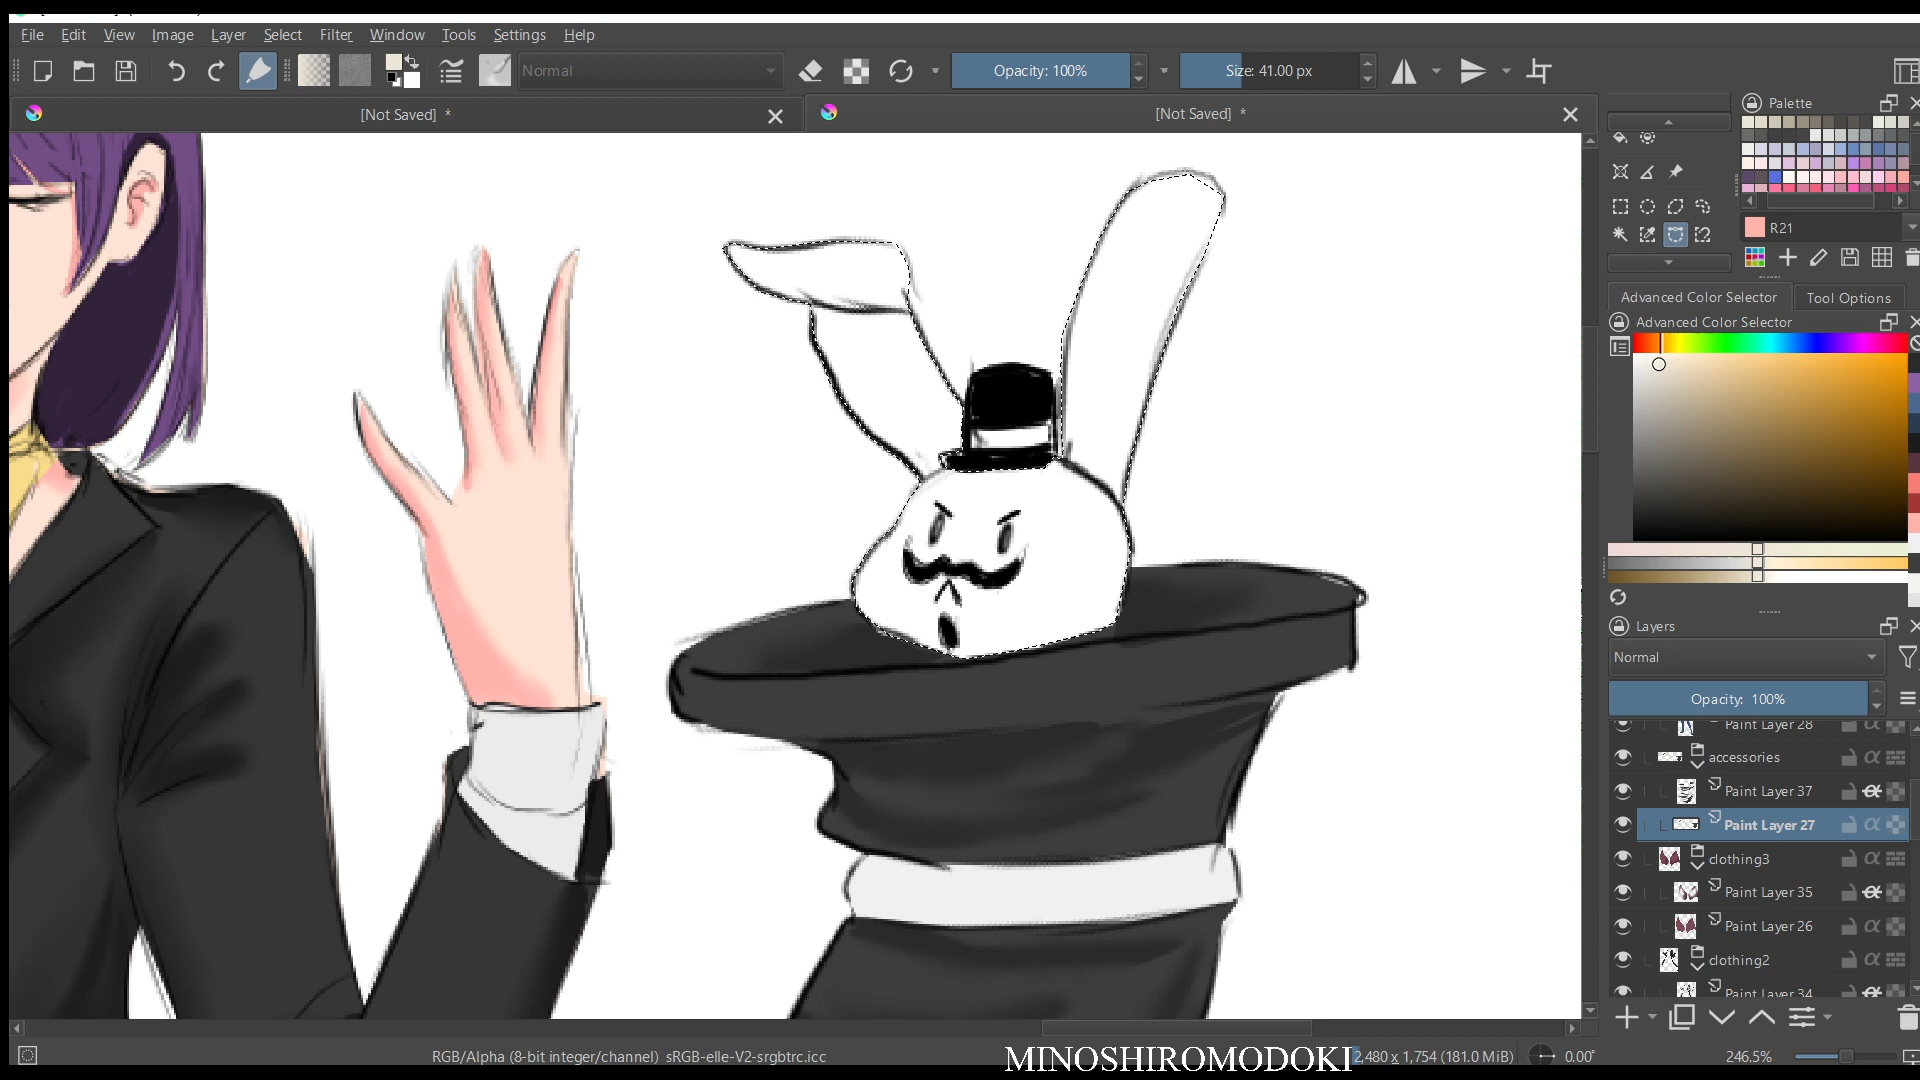 File Edit View Image Layer Select Filter Window Tools Settings Help
Normal
Opacity: 100%
Size: 41.00 px
[Not Saved] *
[Not Saved] *
Palette
R21
Advanced Color Selector
Tool Options
Advanced Color Selector
Layers
Normal
Opacity: 100%
Paint Layer 28
accessories
Paint Layer 37
Paint Layer 27
clothing3
Paint Layer 35
Paint Layer 26
clothing2
Paint Layer 34
RGB/Alpha (8-bit integer/channel) sRGB-elle-V2-srgbtrc.icc
MINOSHIROMODOKI
2,480 x 1,754 (181.0 MiB)
0.00°
246.5%